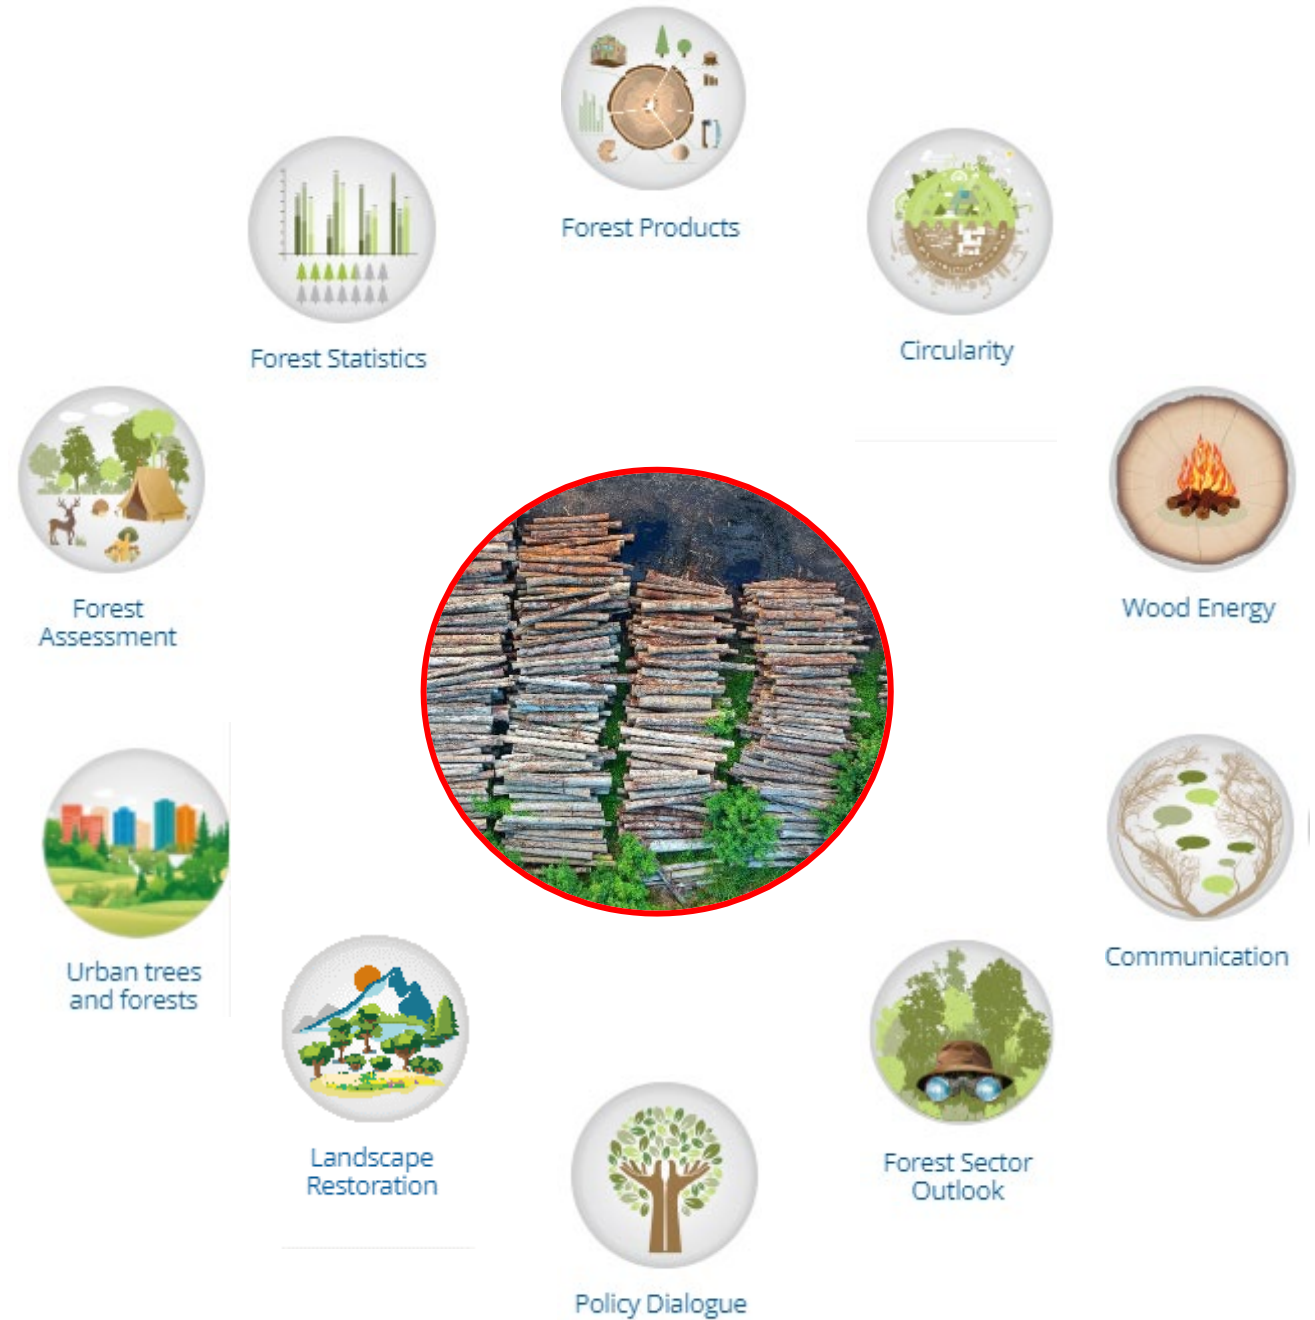 Forest Products
Forest Statistics
Circularity
Forest
Assessment
Wood Energy
Urban trees
and forests
Communication
Landscape
Restoration
Forest Sector
Outlook
Policy Dialogue